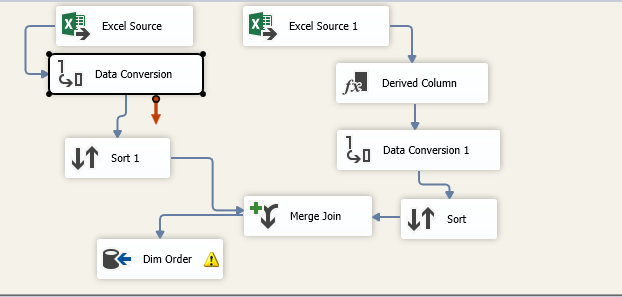 Excel Source
Excel Source 1
Data Conversion
Derived Column
Data Conversion 1
Sort 1
Merge Join
Sort
Dim Order